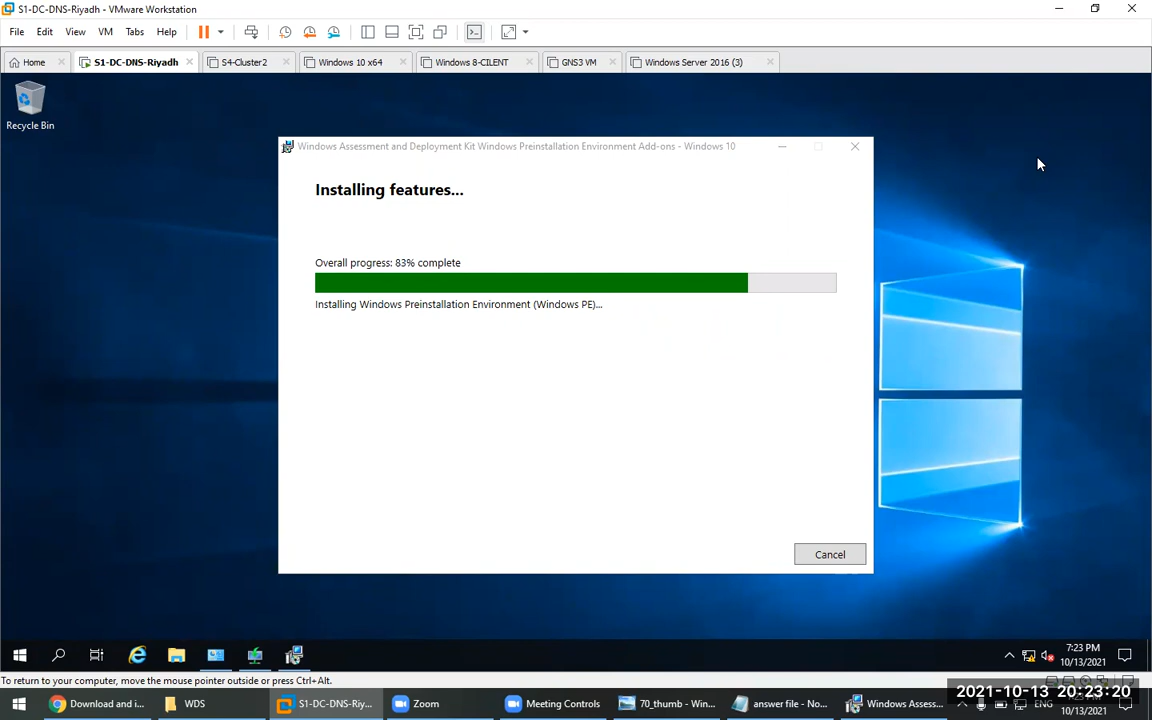 S1-DC-DNS-Riyadh - VMware Workstation
File Edit View VM Tabs Help
Home S1-DC-DNS-Riyadh S4-Cluster2 Windows 10 x64 Windows 8-CILENT GNS3 VM Windows Server 2016 (3)
Recycle Bin
Windows Assessment and Deployment Kit Windows Preinstallation Environment Add-ons - Windows 10
Installing features...
Overall progress: 83% complete
Installing Windows Preinstallation Environment (Windows PE)...
Cancel
7:23 PM
10/13/2021
To return to your computer, move the mouse pointer outside or press Ctrl+Alt.
2021-10-13 20:23:20
Download and i... WDS S1-DC-DNS-Riya... Zoom Meeting Controls 70_thumb - Win... answer file - No... Windows Assess... ENG
10/13/2021